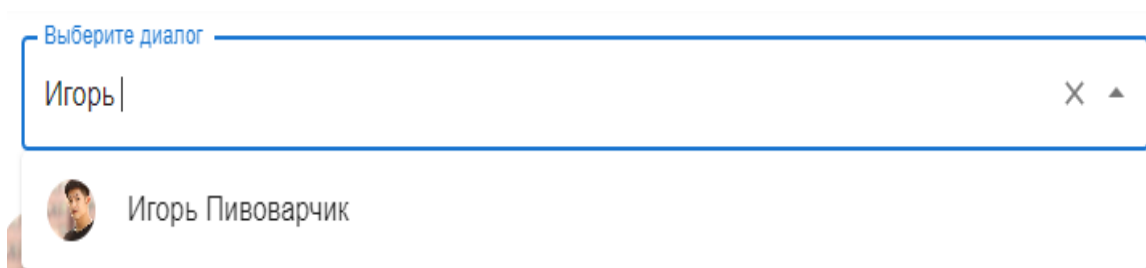 Выберите диалог
Игорь
Игорь Пивоварчик